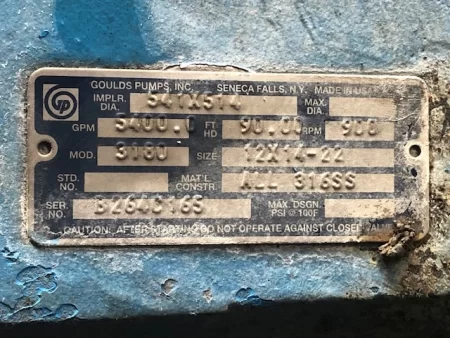 GOULDS PUMPS, INC. SENECA FALLS, N.Y. MADE IN USA
IMPLR. DIA. 541X514 MAX. DIA.
GPM 5400.0 FT HD 90.00 RPM
MOD. 3180 SIZE 12X14-22
STD. NO. MAT'L. CONSTR. ALL 316SS
SER. NO. MAX. DSGN. PSI @ 100F
CAUTION: AFTER STARTING DO NOT OPERATE AGAINST CLOSED VALVE